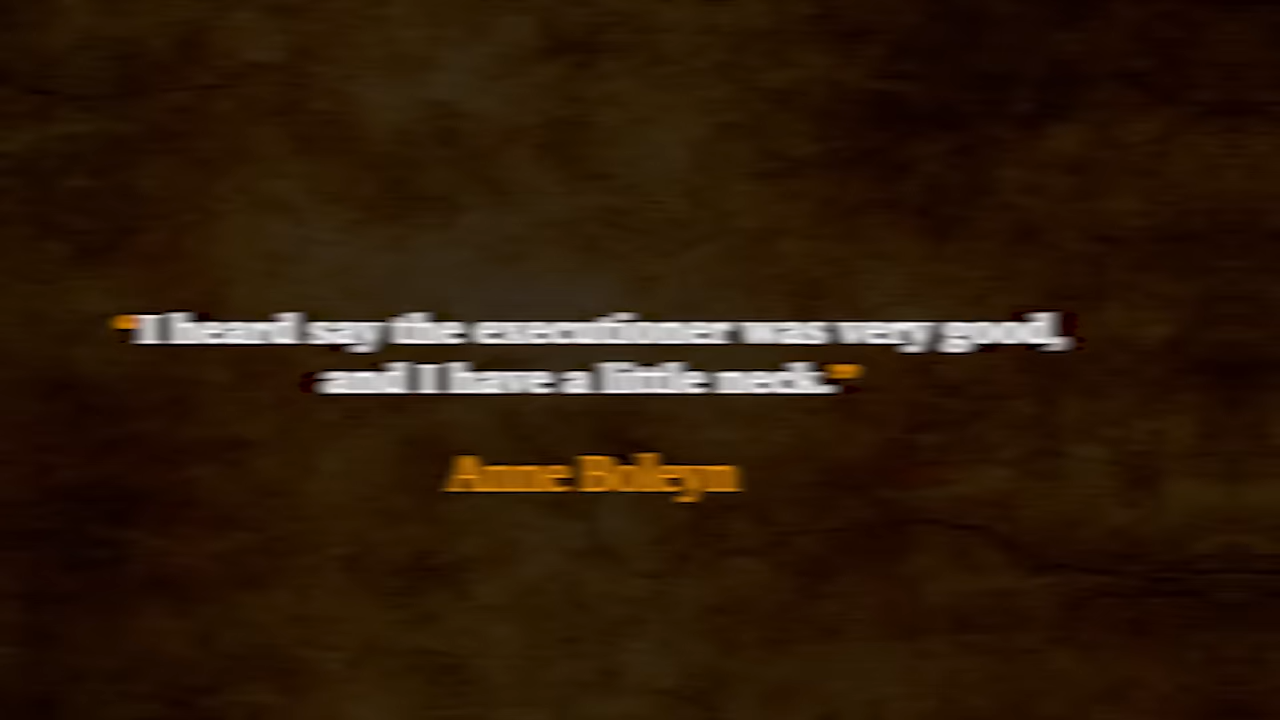 "I heard say the executioner was very good,
and I have a little neck."
Anne Boleyn